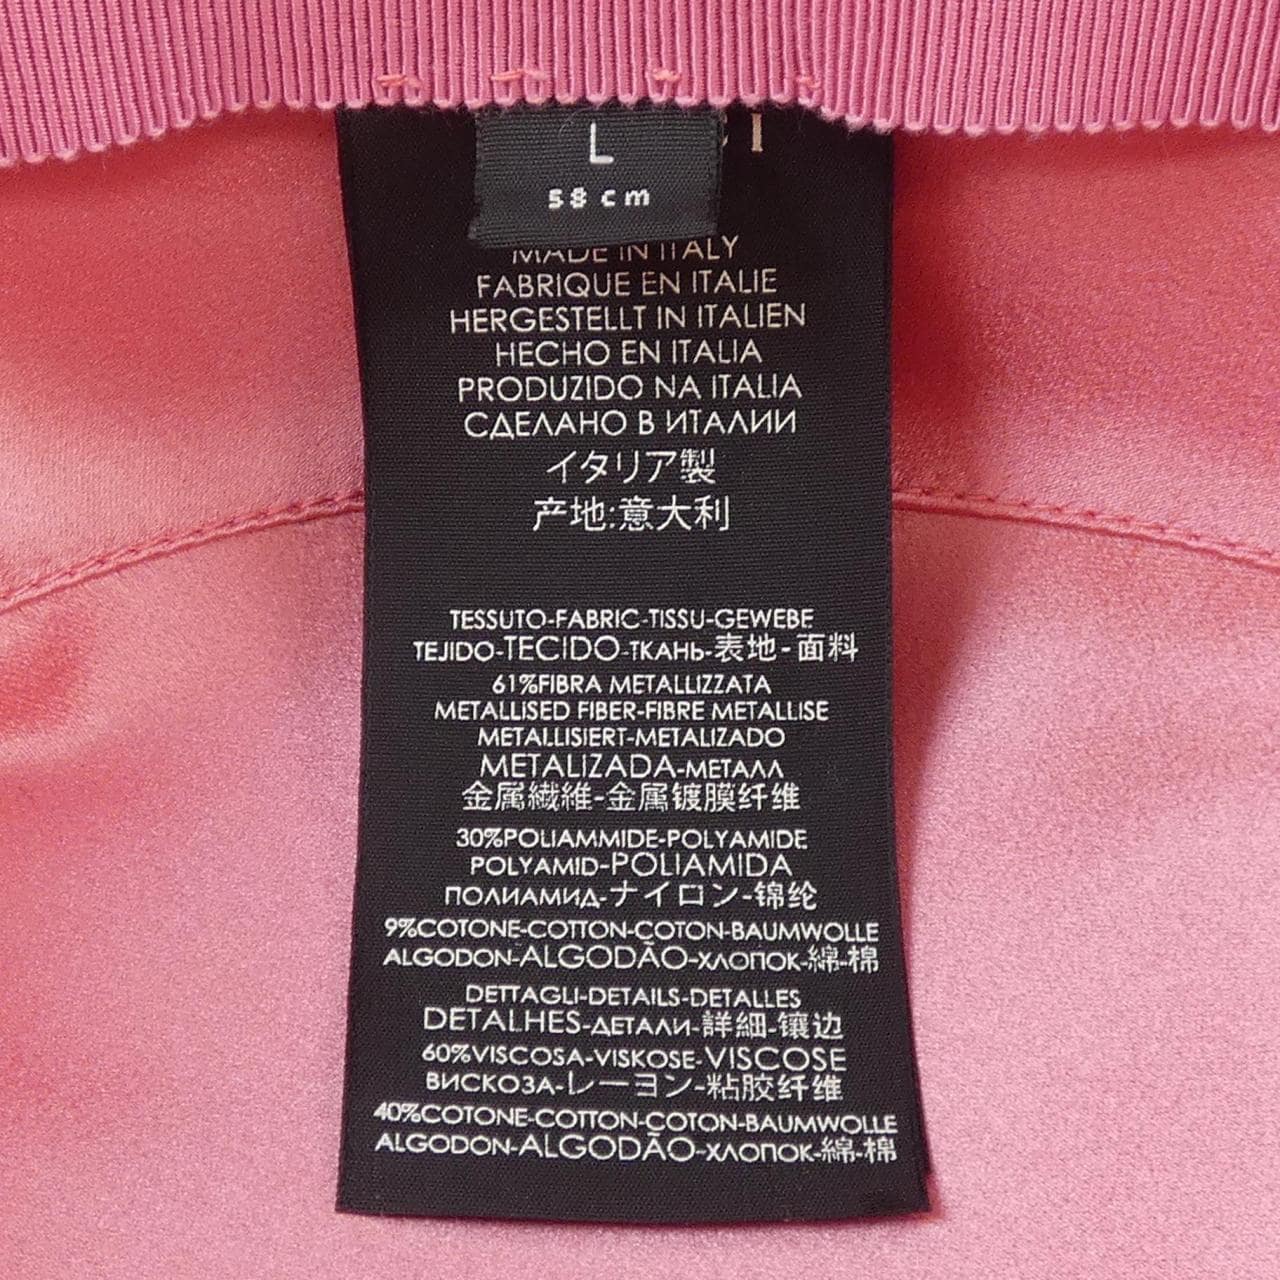 L
58 cm
MADE IN ITALY
FABRIQUE EN ITALIE
HERGESTELLT IN ITALIEN
HECHO EN ITALIA
PRODUZIDO NA ITALIA
СДЕЛАНО В ИТАЛИИ
イタリア製
产地:意大利
TESSUTO-FABRIC-TISSU-GEWEBE
TEJIDO-TECIDO-ТКАНЬ-表地-面料
61%FIBRA METALLIZZATA
METALLISED FIBER-FIBRE METALLISE
METALLISIERT-METALIZADO
METALIZADA-МЕТАЛЛ
金属繊維-金属镀膜纤维
30%POLIAMMIDE-POLYAMIDE
POLYAMID-POLIAMIDA
ПОЛИАМИД-ナイロン-锦纶
9%COTONE-COTTON-COTON-BAUMWOLLE
ALGODON-ALGODÃO-ХЛОПОК-綿-棉
DETTAGLI-DETAILS-DETALLES
DETALHES-ДЕТАЛИ-詳細-镶边
60%VISCOSA-VISKOSE-VISCOSE
ВИСКОЗА-レーヨン-粘胶纤维
40%COTONE-COTTON-COTON-BAUMWOLLE
ALGODON-ALGODÃO-ХЛОПОК-綿-棉